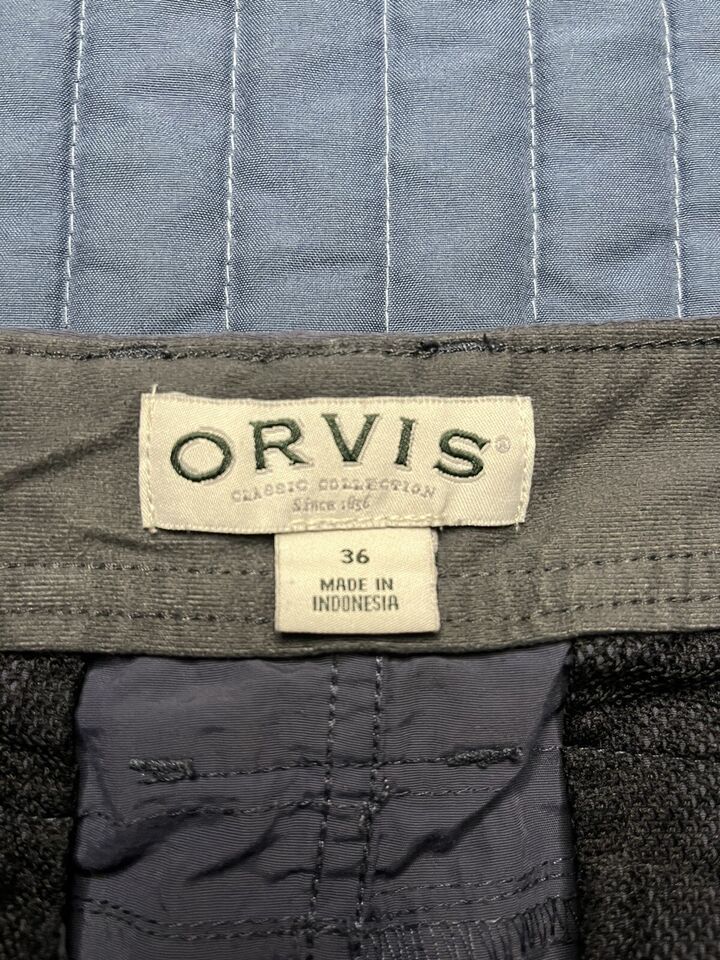 ORVIS®
CLASSIC COLLECTION
Since 1856
36
MADE IN
INDONESIA